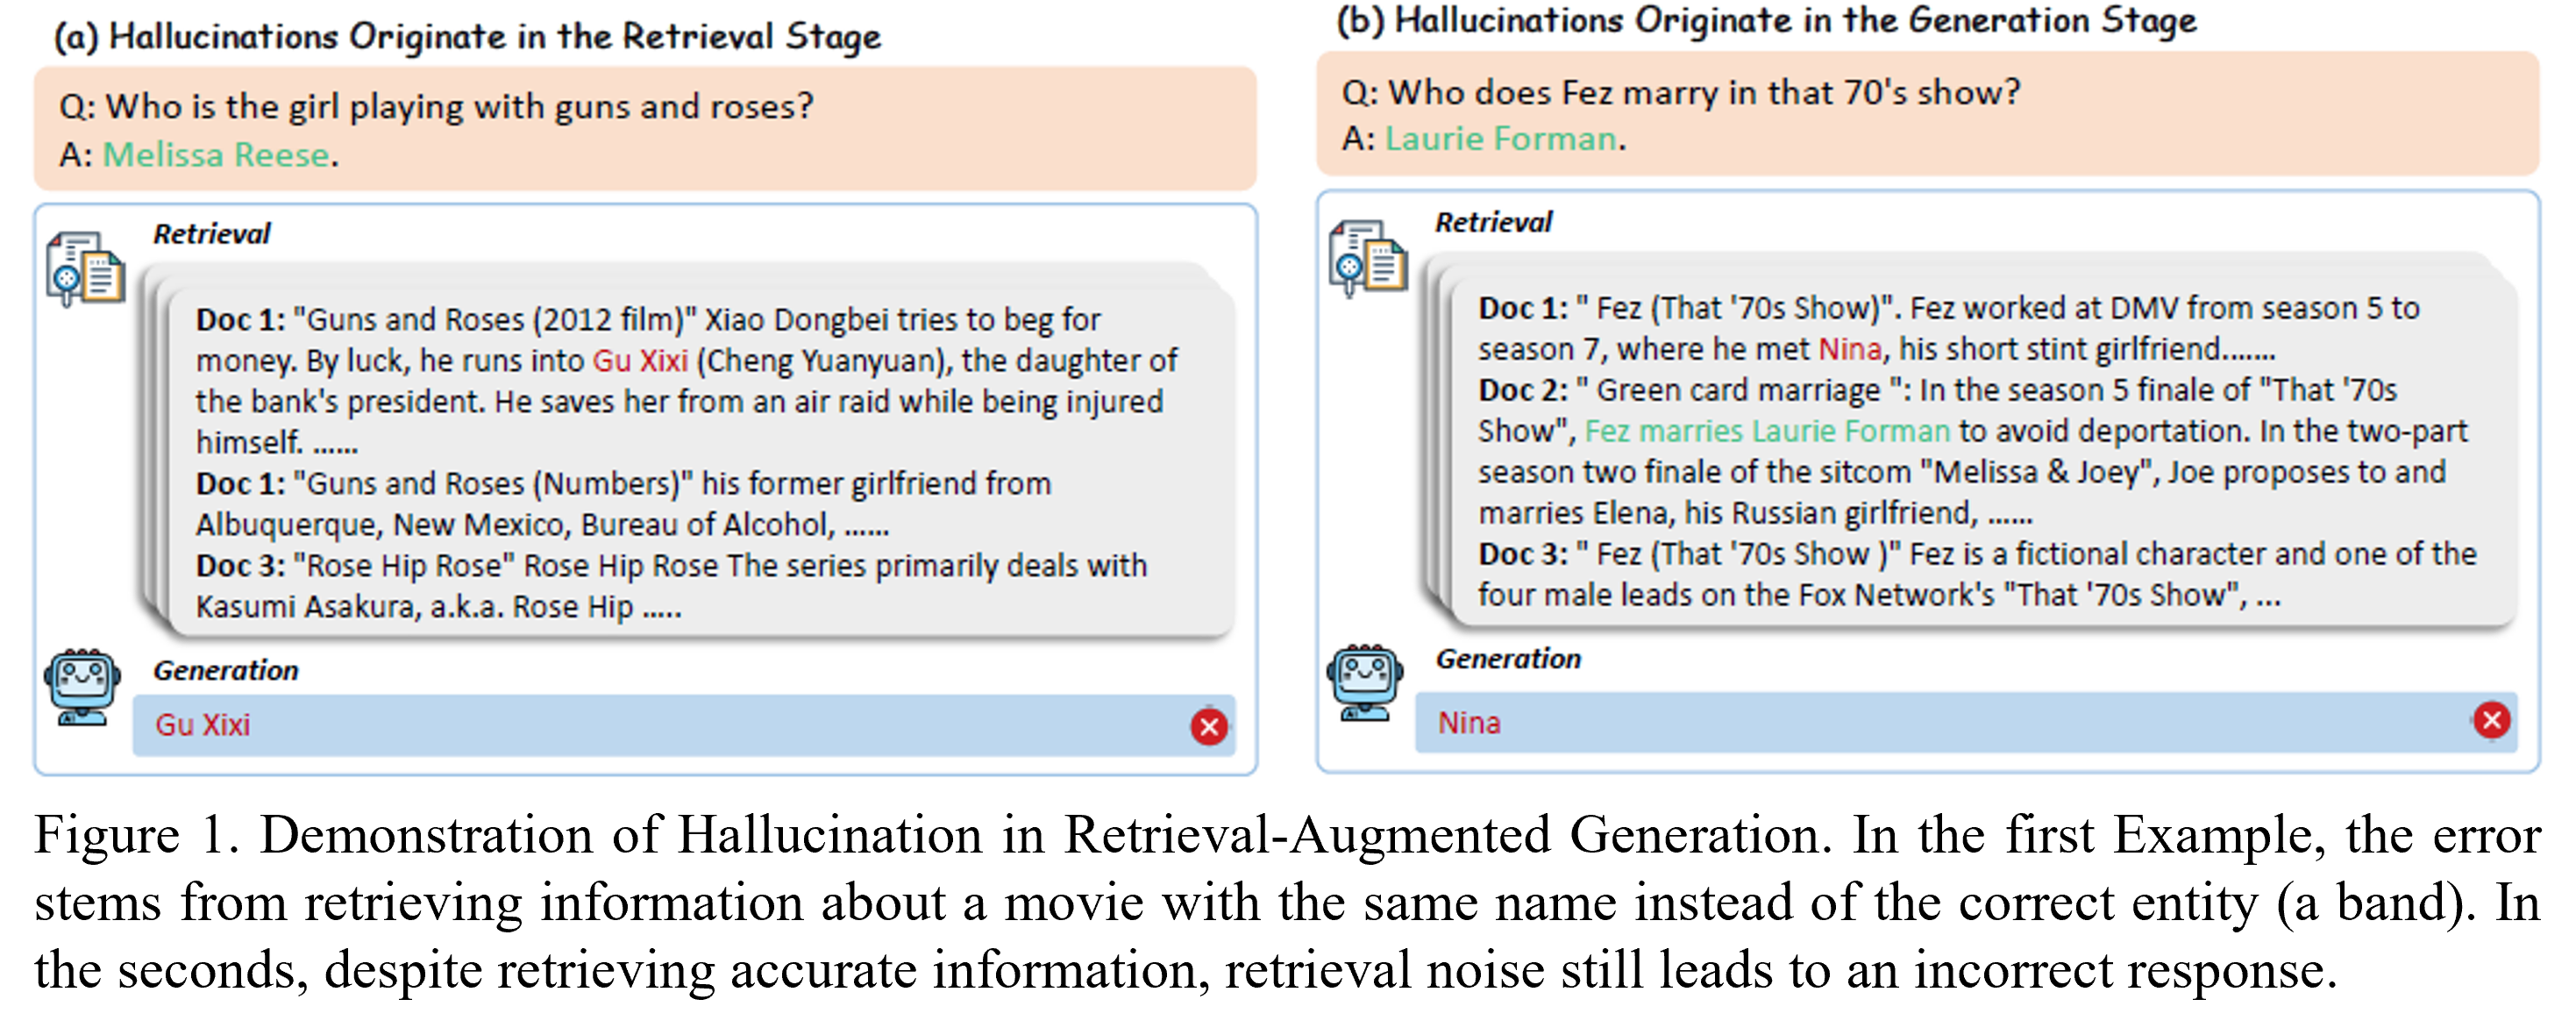 (a) Hallucinations Originate in the Retrieval Stage
Q: Who is the girl playing with guns and roses?
A: Melissa Reese.
Retrieval
Doc 1: "Guns and Roses (2012 film)" Xiao Dongbei tries to beg for
money. By luck, he runs into Gu Xixi (Cheng Yuanyuan), the daughter of
the bank's president. He saves her from an air raid while being injured
himself. ......
Doc 1: "Guns and Roses (Numbers)" his former girlfriend from
Albuquerque, New Mexico, Bureau of Alcohol, ......
Doc 3: "Rose Hip Rose" Rose Hip Rose The series primarily deals with
Kasumi Asakura, a.k.a. Rose Hip .....
Generation
Gu Xixi
(b) Hallucinations Originate in the Generation Stage
Q: Who does Fez marry in that 70's show?
A: Laurie Forman.
Retrieval
Doc 1: " Fez (That '70s Show)". Fez worked at DMV from season 5 to
season 7, where he met Nina, his short stint girlfriend.......
Doc 2: " Green card marriage ": In the season 5 finale of "That '70s
Show", Fez marries Laurie Forman to avoid deportation. In the two-part
season two finale of the sitcom "Melissa & Joey", Joe proposes to and
marries Elena, his Russian girlfriend, ......
Doc 3: " Fez (That '70s Show )" Fez is a fictional character and one of the
four male leads on the Fox Network's "That '70s Show", ...
Generation
Nina
Figure 1. Demonstration of Hallucination in Retrieval-Augmented Generation. In the first Example, the error
stems from retrieving information about a movie with the same name instead of the correct entity (a band). In
the seconds, despite retrieving accurate information, retrieval noise still leads to an incorrect response.